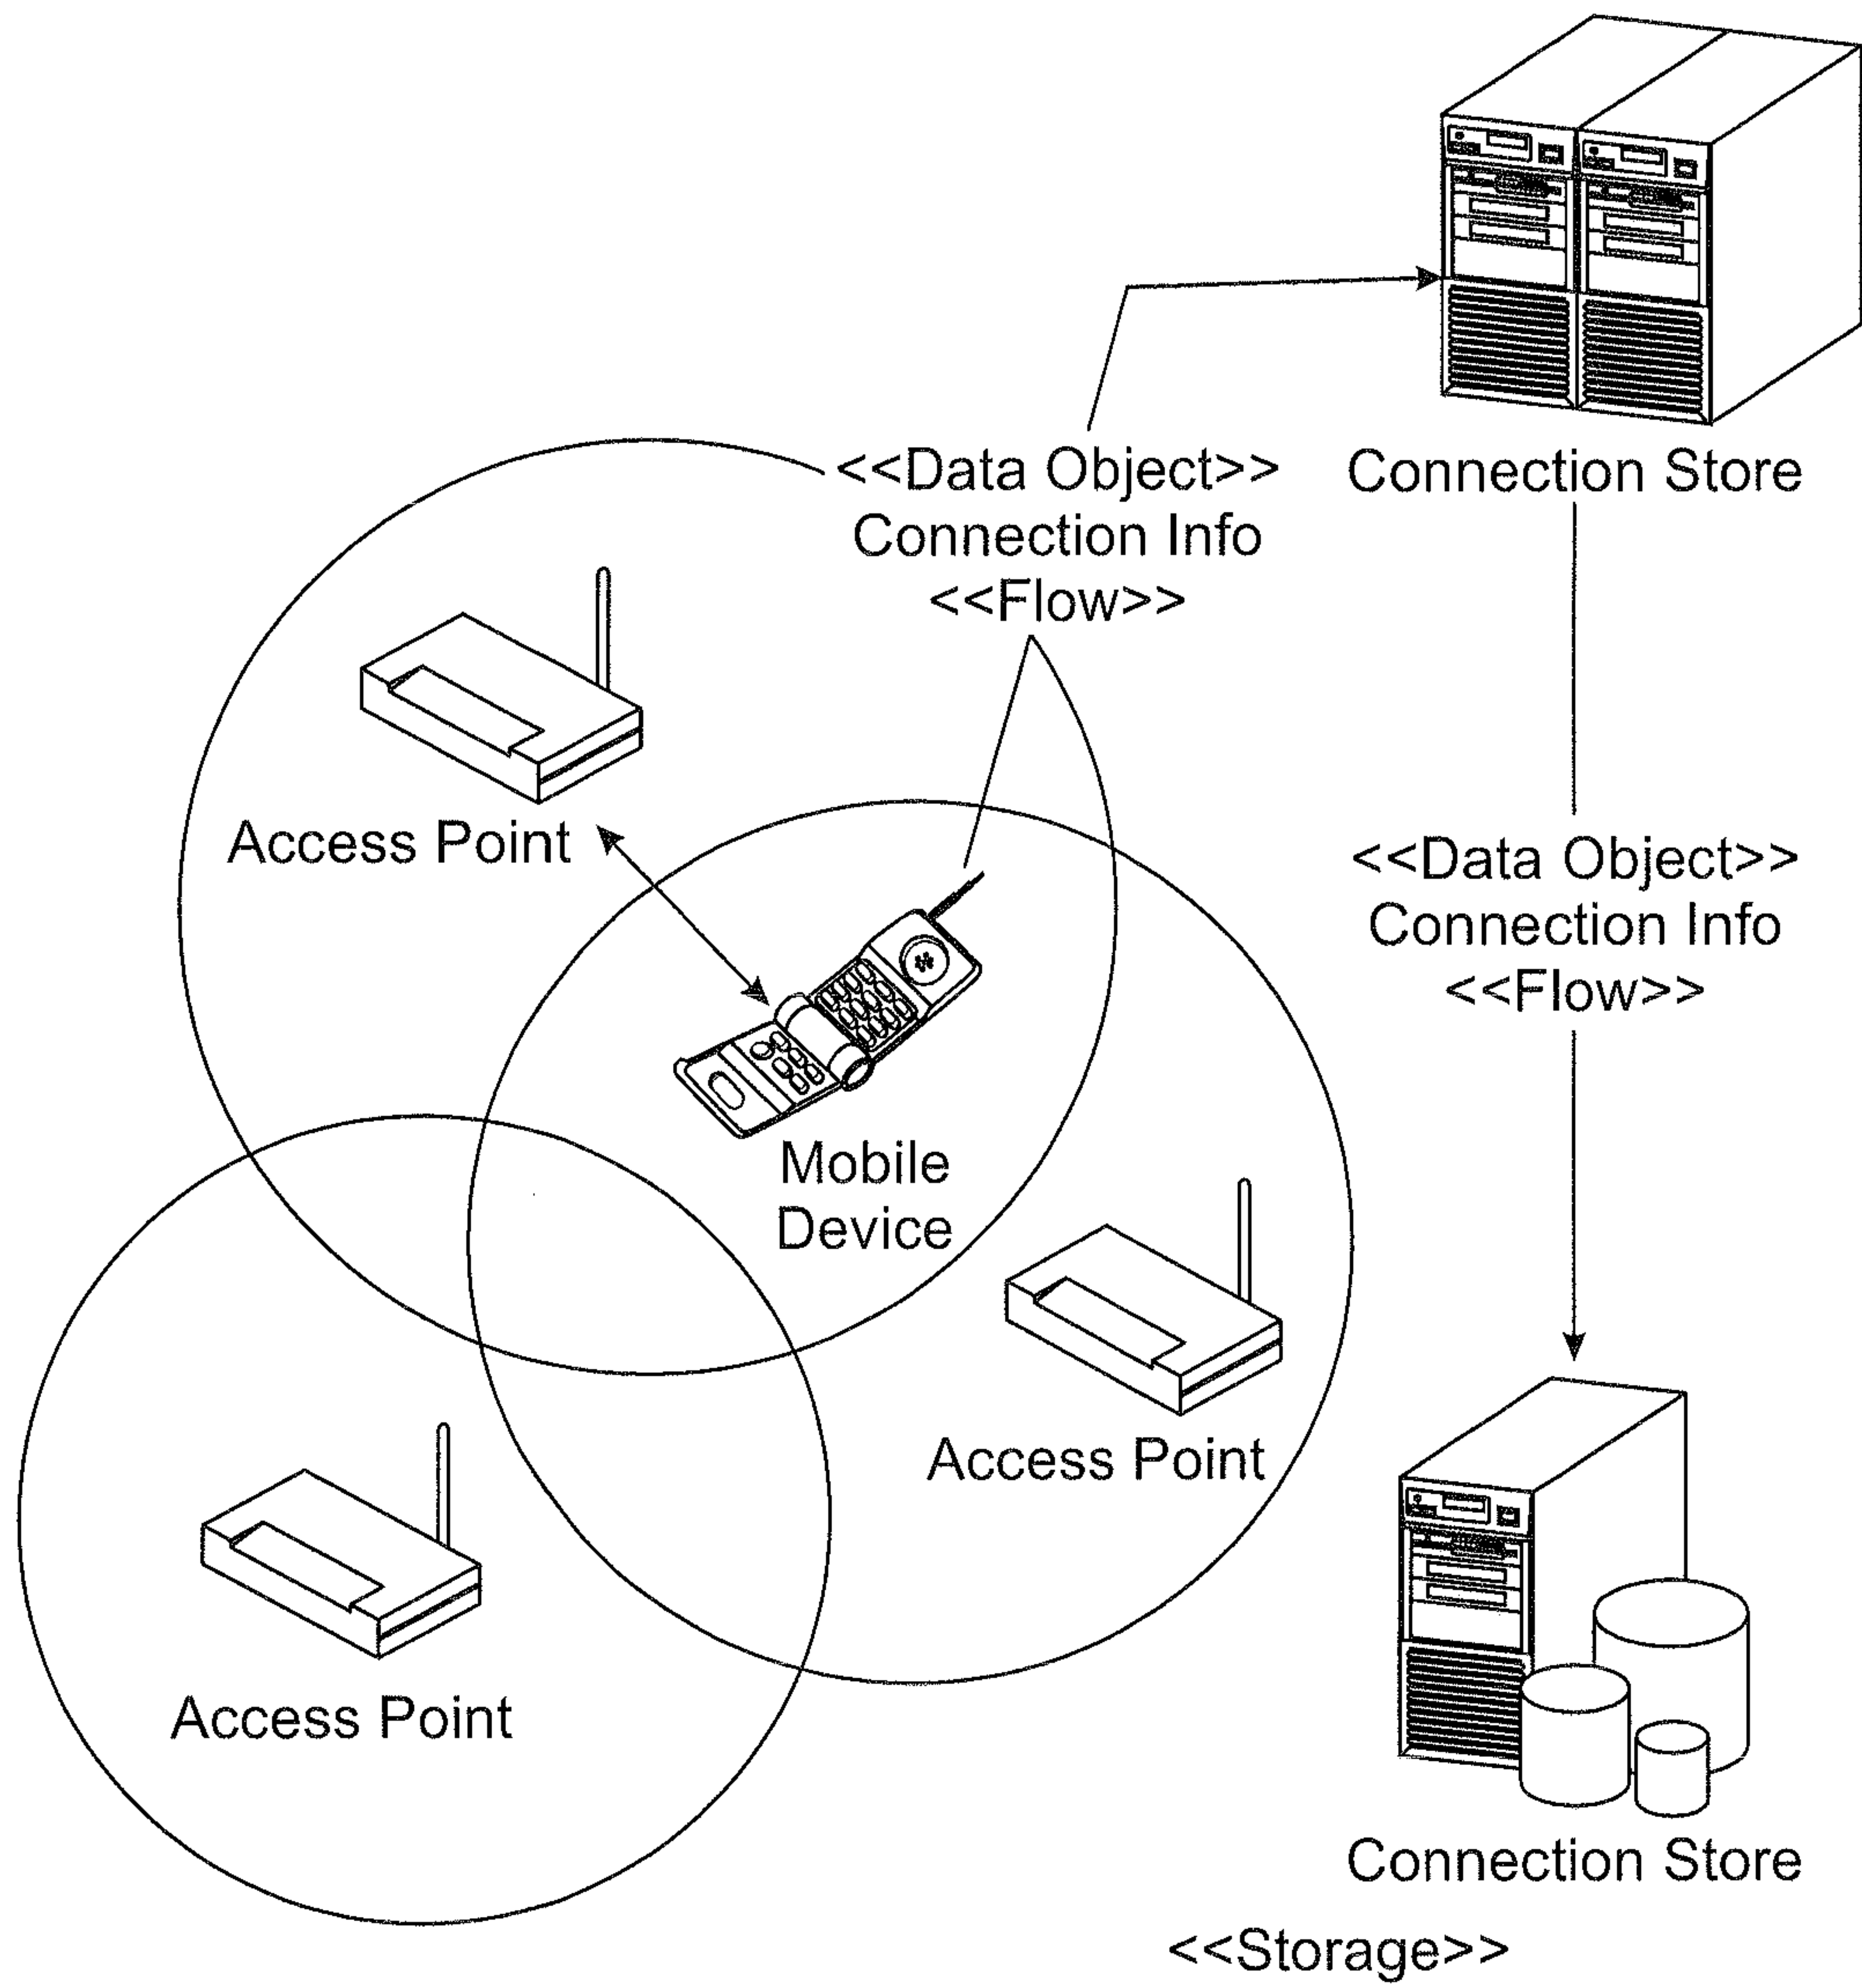 <<Data Object>>
Connection Info
<<Flow>>
Connection Store
Access Point
<<Data Object>>
Connection Info
<<Flow>>
Mobile
Device
Access Point
Access Point
Connection Store
<<Storage>>